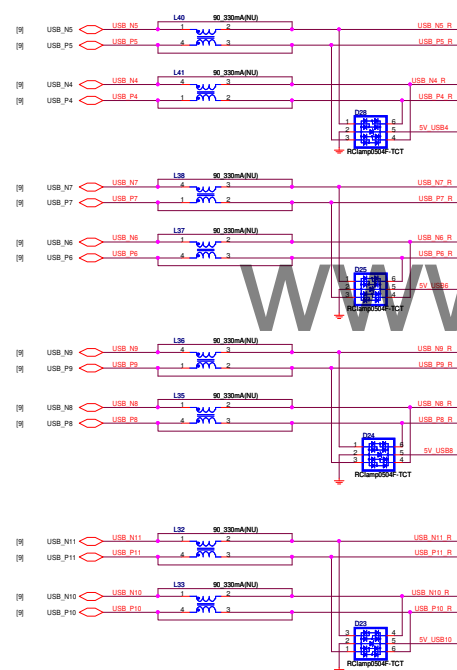 L40 90_330mA(NU)
[9] USB_N5 USB_N5 1 2 USB_N5_R
[9] USB_P5 USB_P5 4 3 USB_P5_R
L41 90_330mA(NU)
[9] USB_N4 USB_N4 4 3 USB_N4_R
[9] USB_P4 USB_P4 1 2 USB_P4_R
D28
1 6
2 5 5V_USB4
3 4
RClamp0504F-TCT
L38 90_330mA(NU)
[9] USB_N7 USB_N7 4 3 USB_N7_R
[9] USB_P7 USB_P7 1 2 USB_P7_R
L37 90_330mA(NU)
[9] USB_N6 USB_N6 1 2 USB_N6_R
[9] USB_P6 USB_P6 4 3 USB_P6_R
D25
1 6
2 5 5V_USB6
3 4
RClamp0504F-TCT
L36 90_330mA(NU)
[9] USB_N9 USB_N9 4 3 USB_N9_R
[9] USB_P9 USB_P9 1 2 USB_P9_R
L35 90_330mA(NU)
[9] USB_N8 USB_N8 1 2 USB_N8_R
[9] USB_P8 USB_P8 4 3 USB_P8_R
D24
1 6
2 5 5V_USB8
3 4
RClamp0504F-TCT
L32 90_330mA(NU)
[9] USB_N11 USB_N11 1 2 USB_N11_R
[9] USB_P11 USB_P11 4 3 USB_P11_R
L33 90_330mA(NU)
[9] USB_N10 USB_N10 1 2 USB_N10_R
[9] USB_P10 USB_P10 4 3 USB_P10_R
D23
3 4
2 5 5V_USB10
1 6
RClamp0504F-TCT